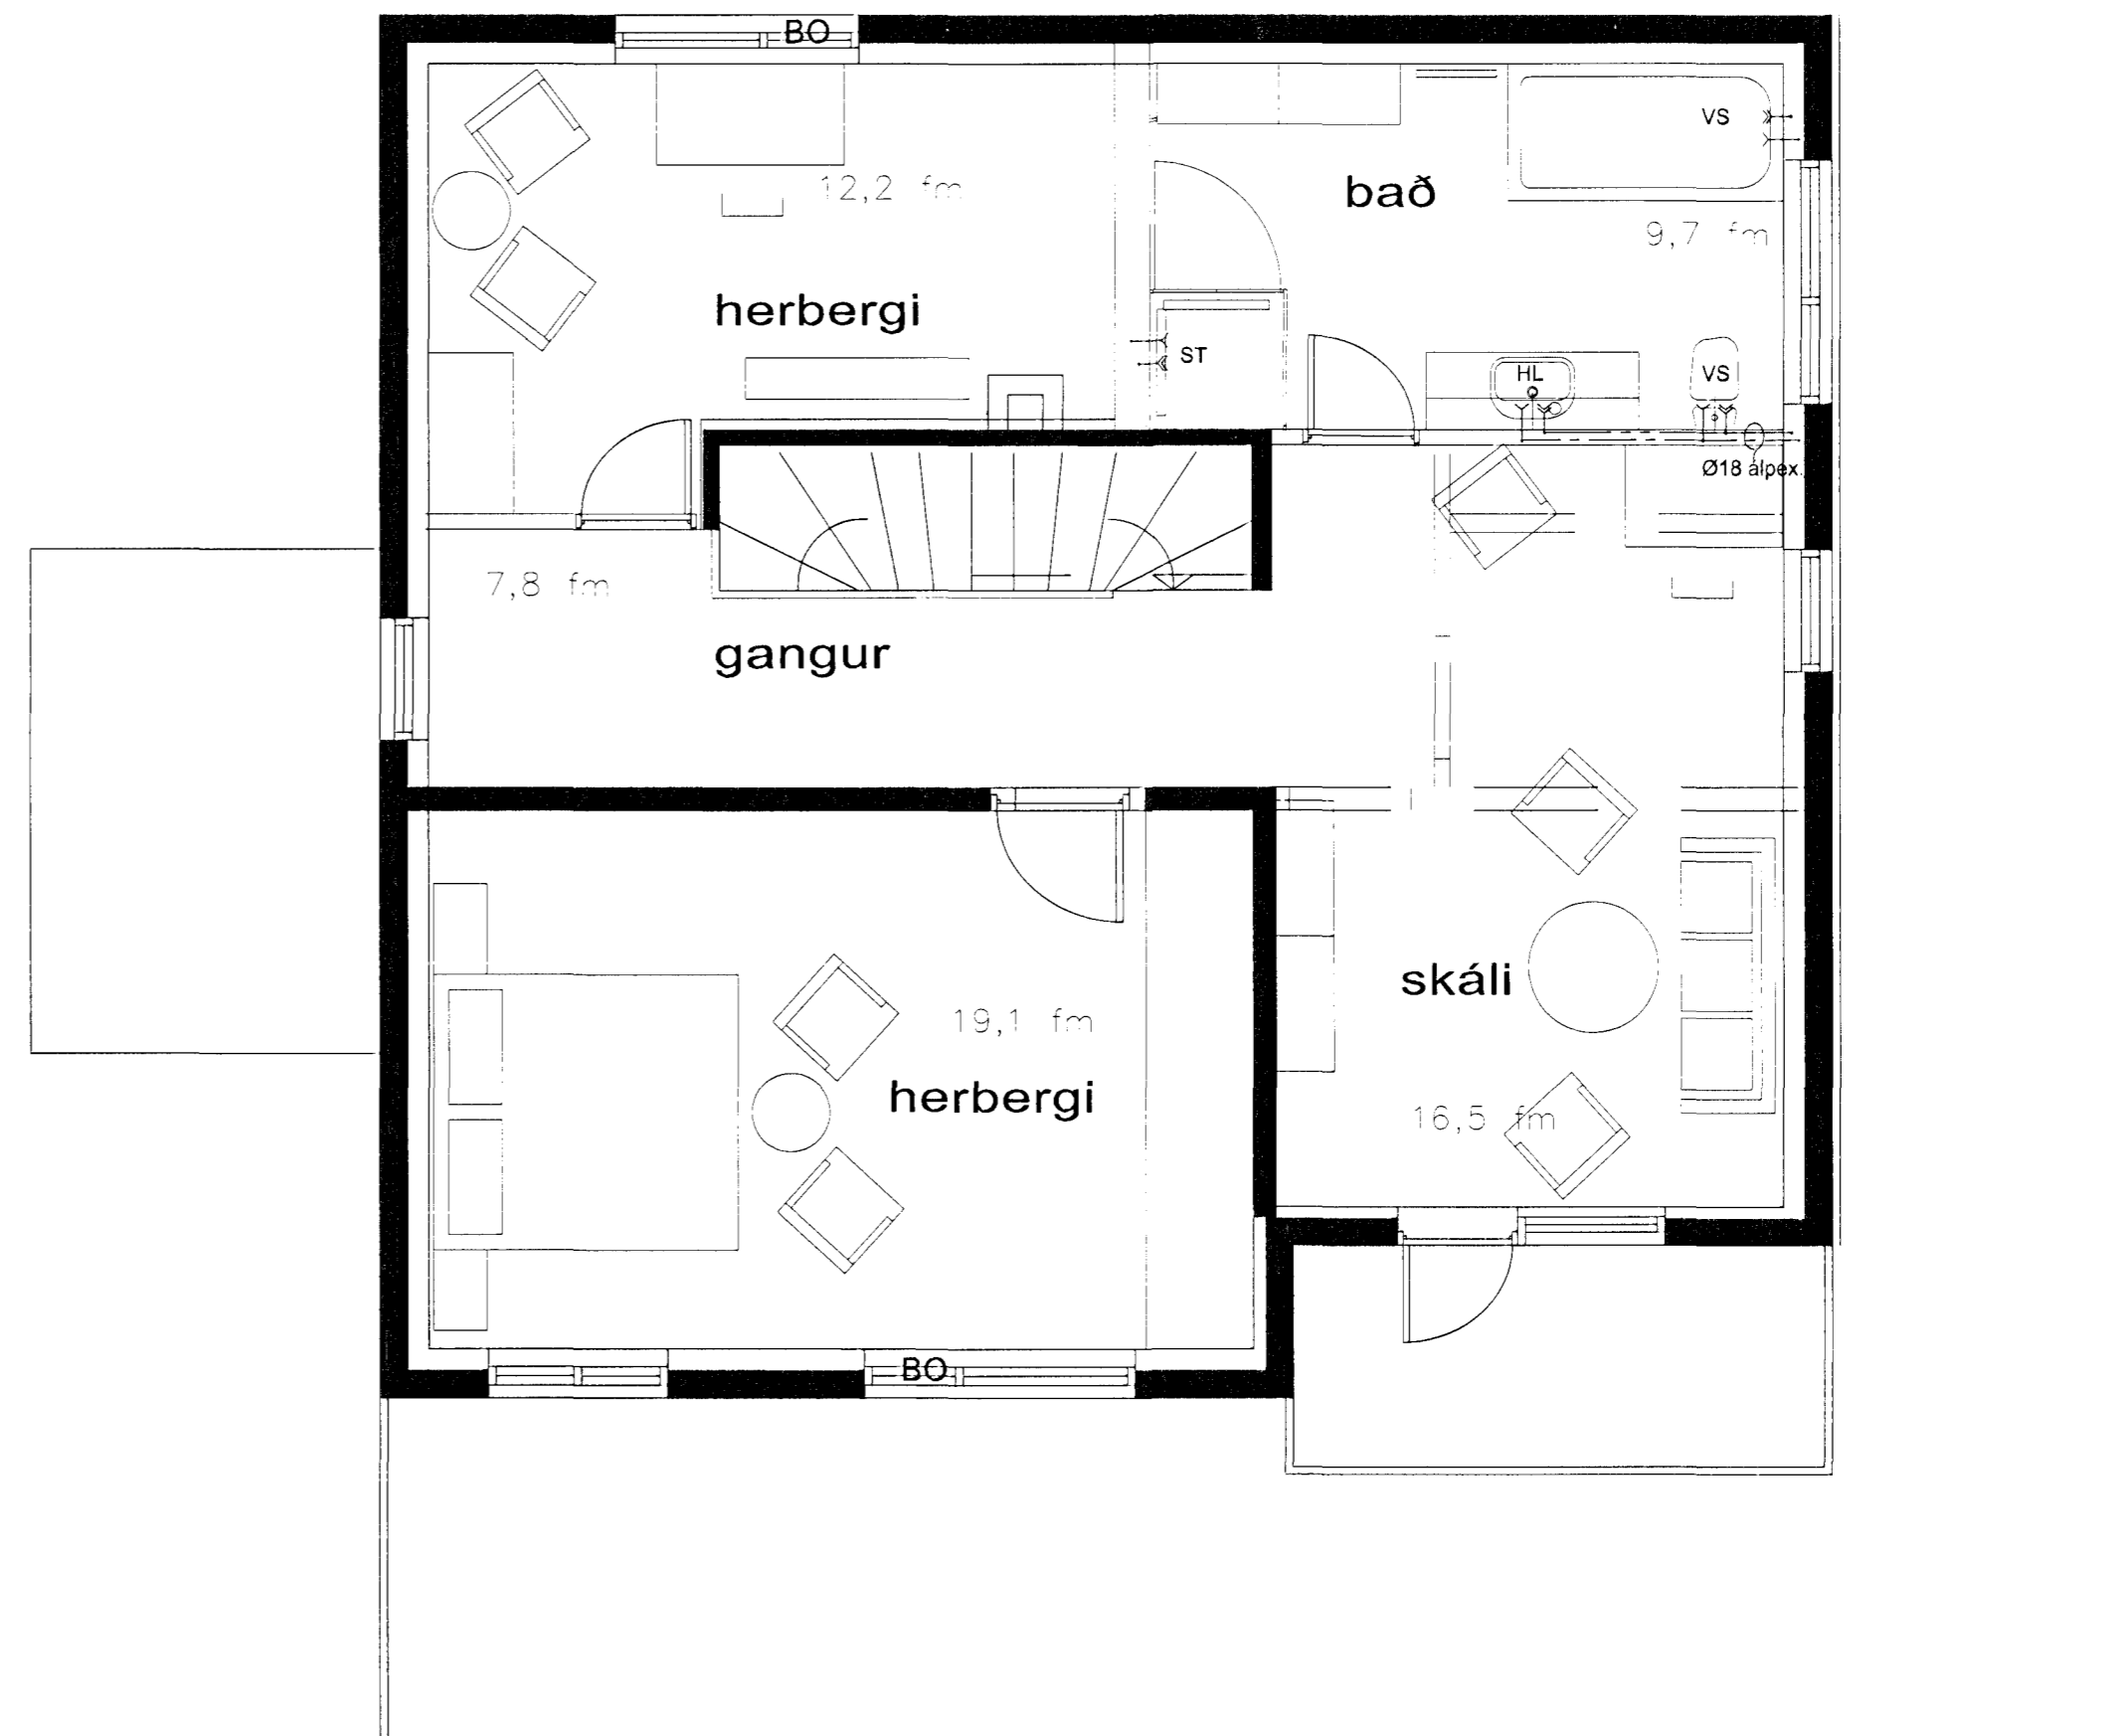 BO
VS
12,2 fm
bað
9,7 fm
herbergi
ST
HL
VS
Ø18 álpex.
7,8 fm
gangur
skáli
19,1 fm
herbergi
16,5 fm
BO